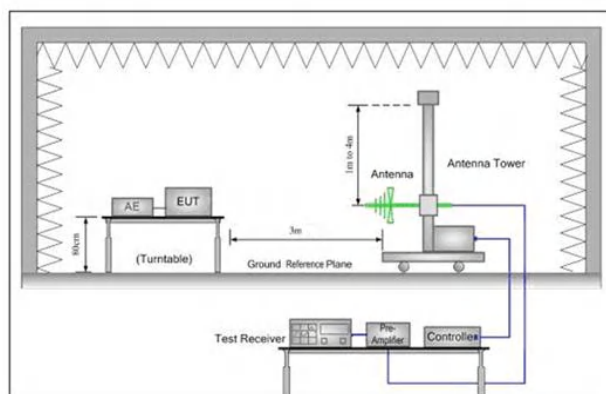 1m to 4m
Antenna
Antenna Tower
AE
EUT
80cm
(Turntable)
3m
Ground Reference Plane
Test Receiver
Pre-
Amplifier
Controller